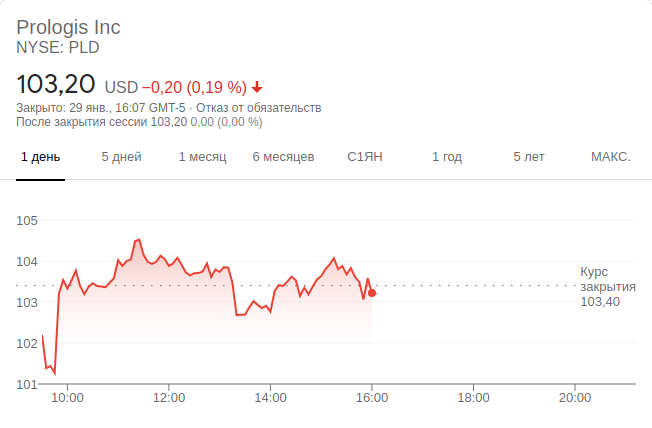 Prologis Inc
NYSE: PLD
103,20 USD −0,20 (0,19 %)
Закрыто: 29 янв., 16:07 GMT-5 · Отказ от обязательств
После закрытия сессии 103,20 0,00 (0,00 %)
1 день 5 дней 1 месяц 6 месяцев С1ЯН 1 год 5 лет МАКС.
105
104
103
102
101
Курс
закрытия
103,40
10:00 12:00 14:00 16:00 18:00 20:00